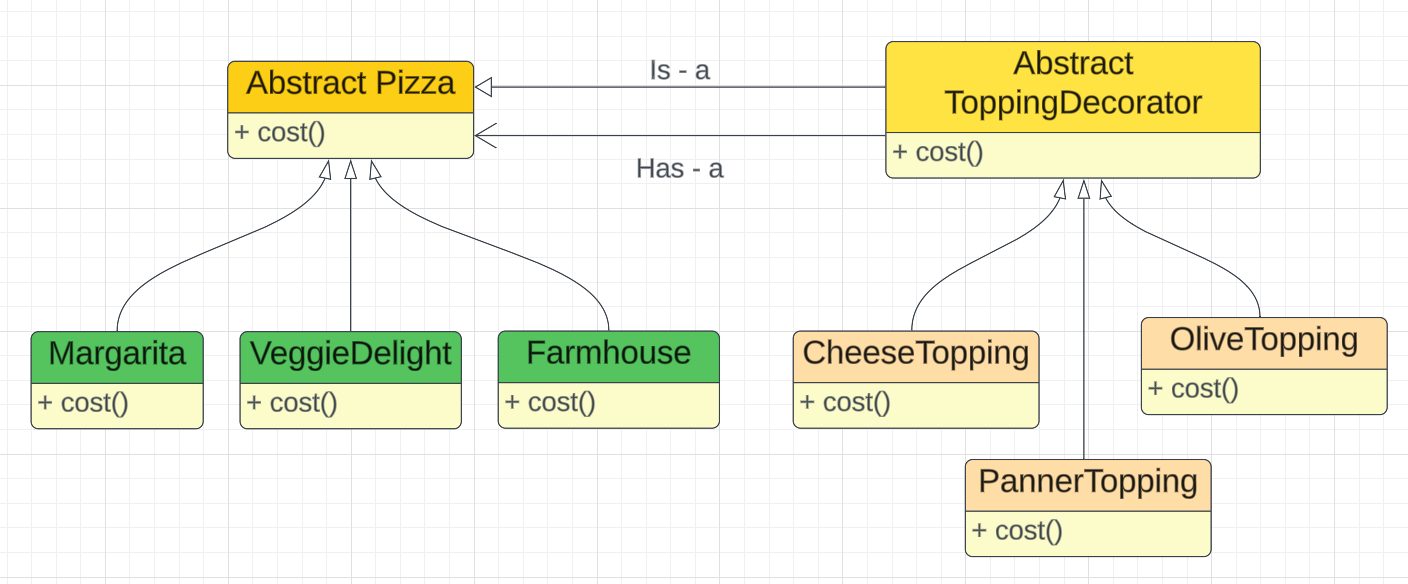 Abstract Pizza
+ cost()
Is - a
Has - a
Abstract
ToppingDecorator
+ cost()
Margarita
+ cost()
VeggieDelight
+ cost()
Farmhouse
+ cost()
CheeseTopping
+ cost()
OliveTopping
+ cost()
PannerTopping
+ cost()